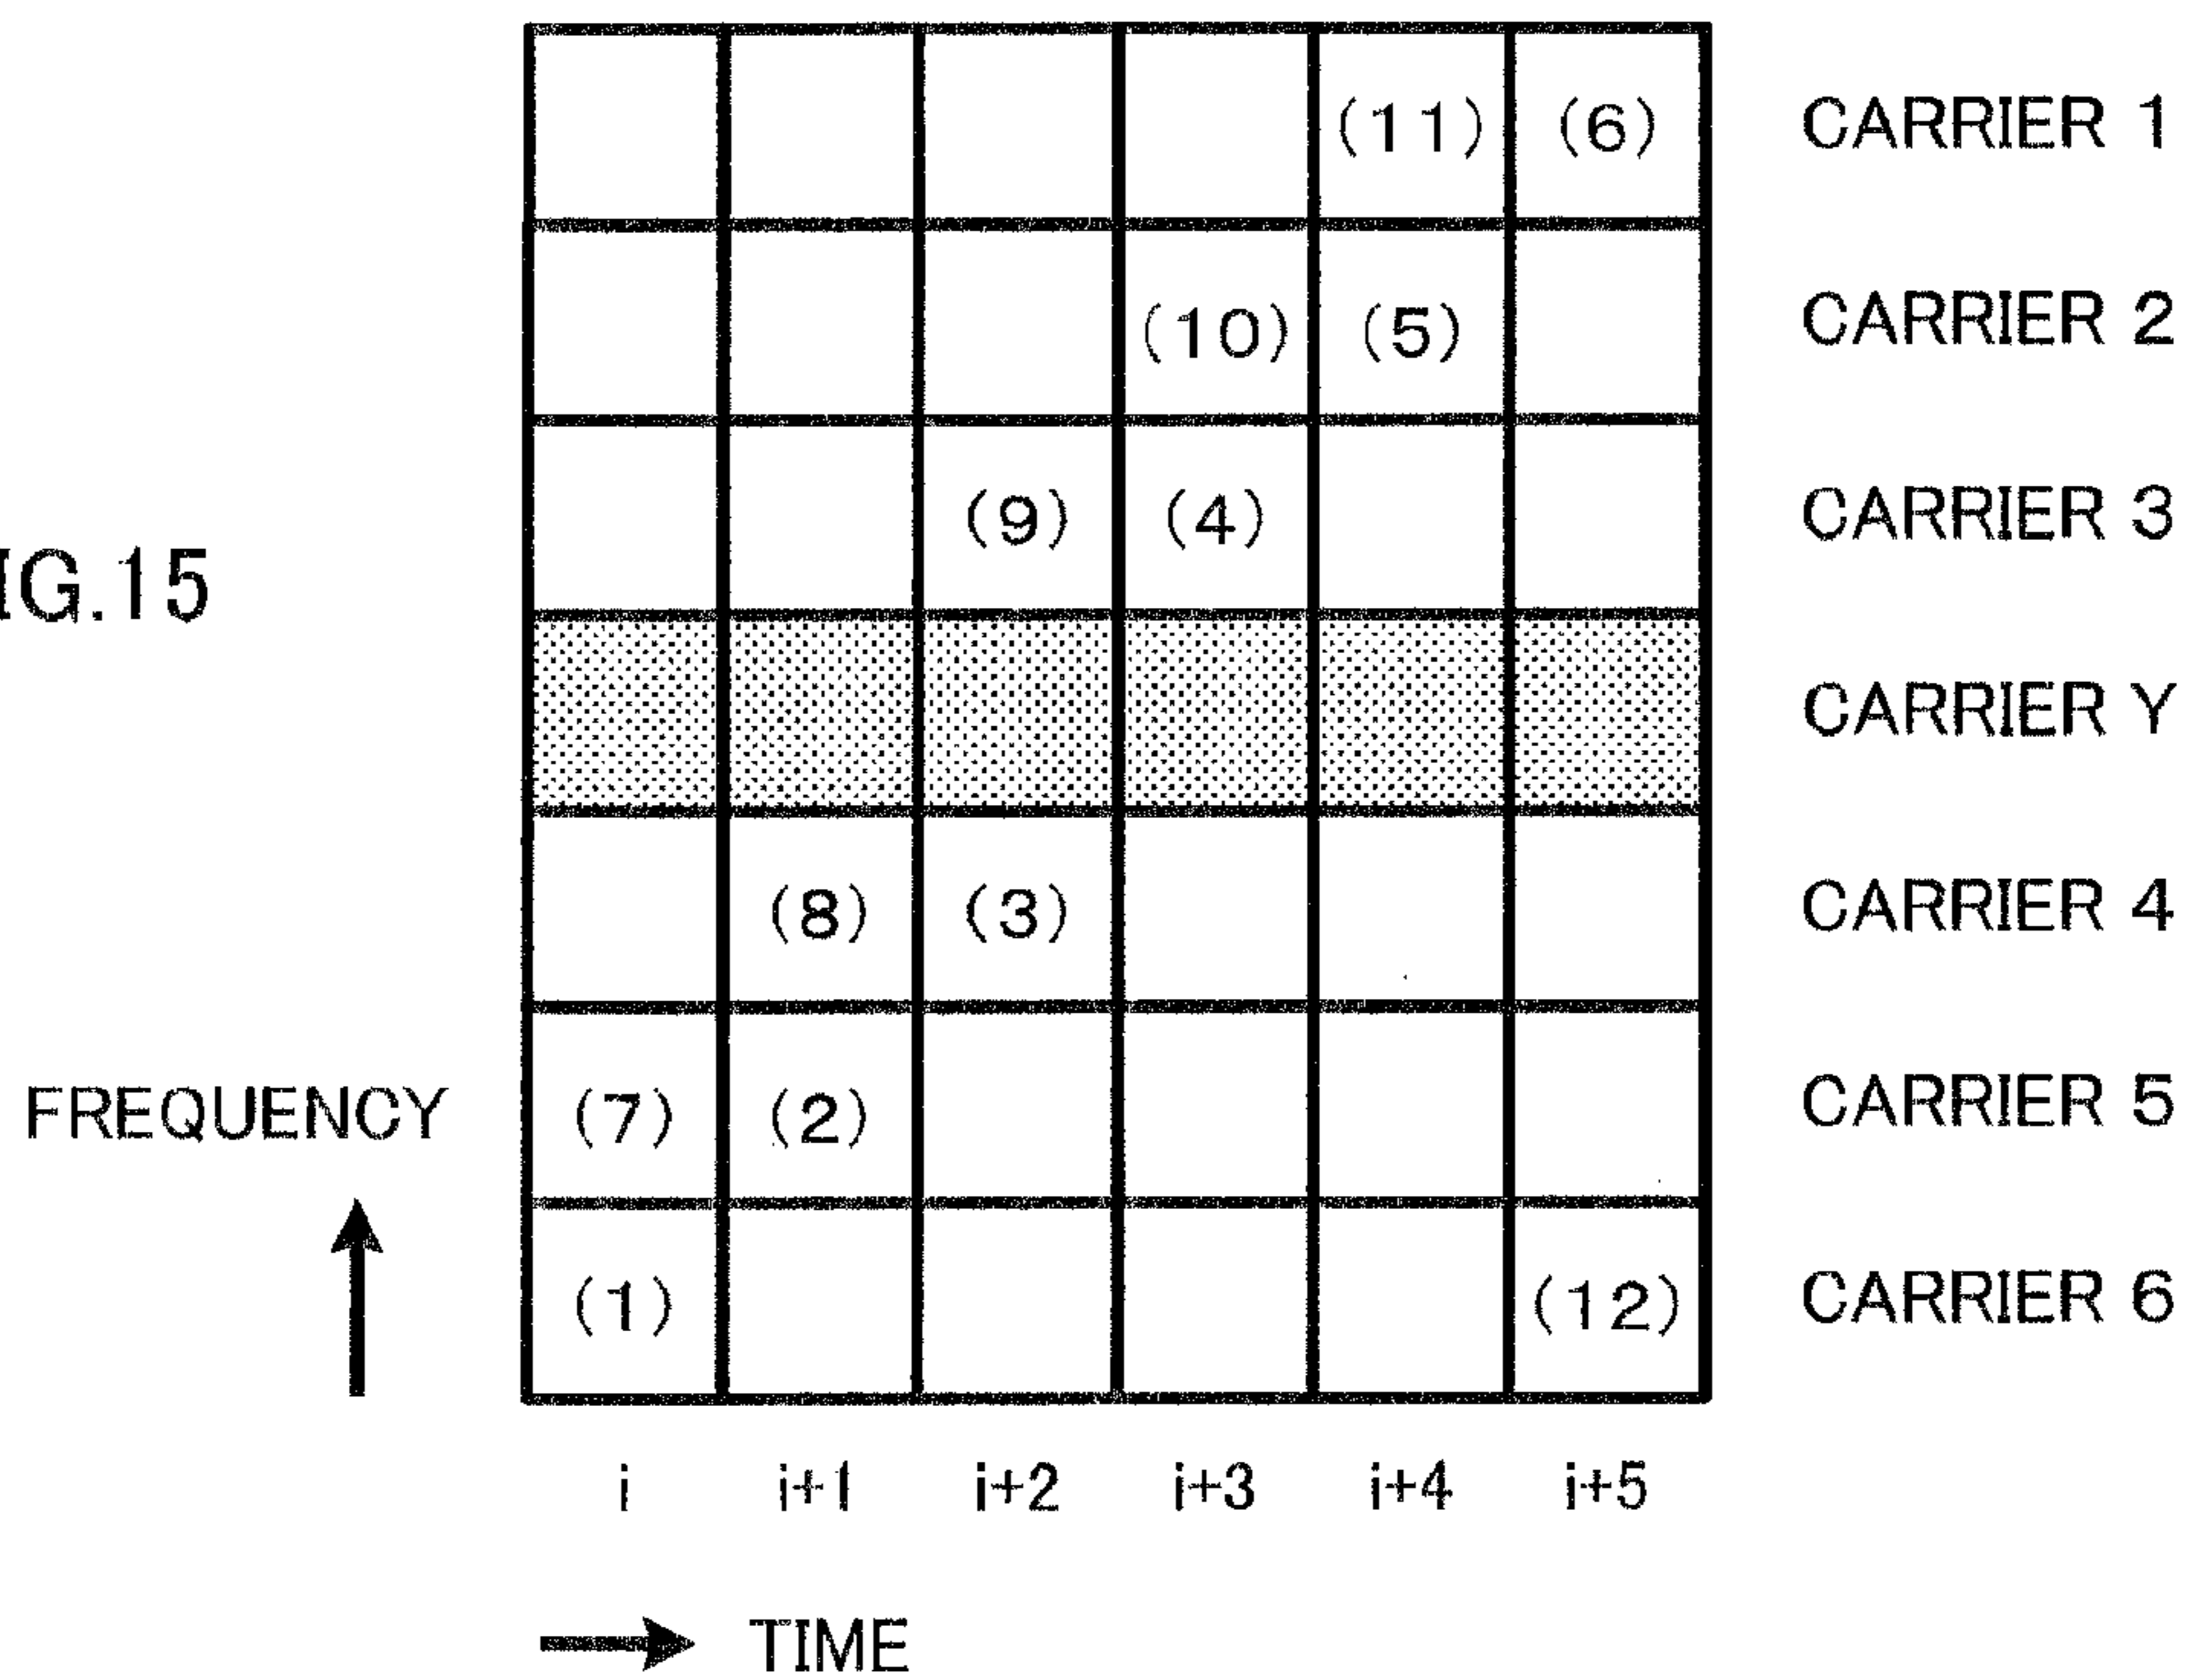 (11) (6) CARRIER 1
(10) (5) CARRIER 2
(9) (4) CARRIER 3
IG.15
CARRIER Y
(8) (3) CARRIER 4
FREQUENCY (7) (2) CARRIER 5
(1) (12) CARRIER 6
i i+1 i+2 i+3 i+4 i+5
TIME